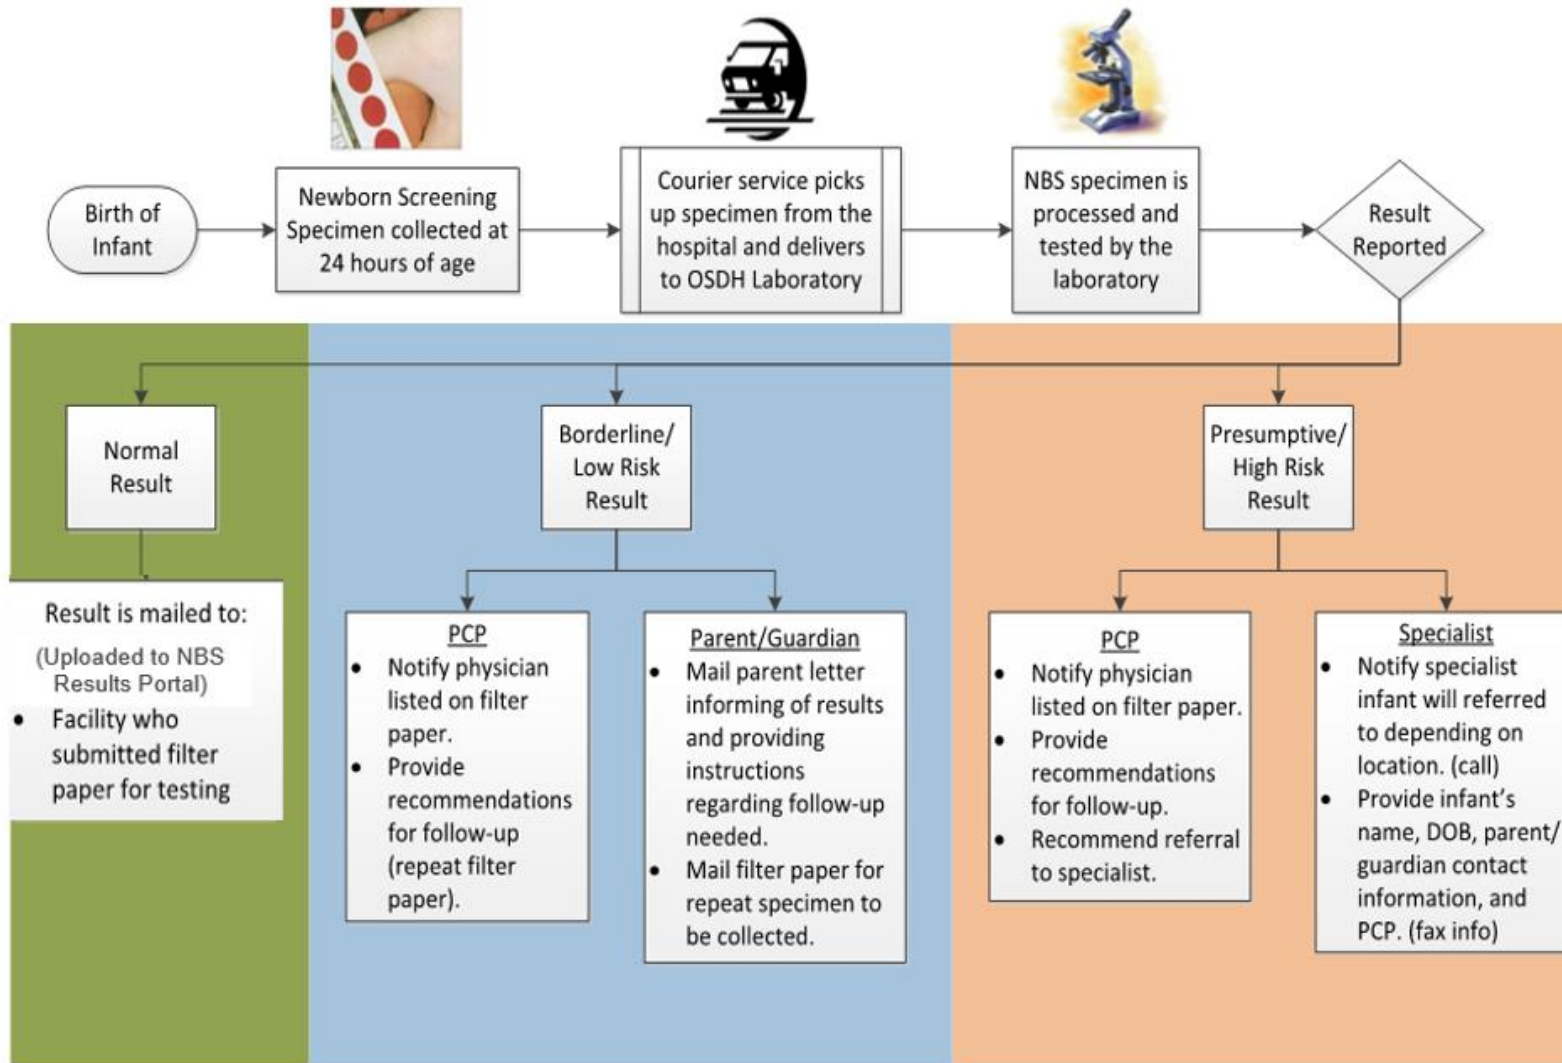 Birth of
Infant
Newborn Screening
Specimen collected at
24 hours of age
Courier service picks
up specimen from the
hospital and delivers
to OSDH Laboratory
NBS specimen is
processed and
tested by the
laboratory
Result
Reported
Normal
Result
Borderline/
Low Risk
Result
Presumptive/
High Risk
Result
Result is mailed to:
(Uploaded to NBS
Results Portal)
• Facility who
submitted filter
paper for testing
PCP
• Notify physician
listed on filter
paper.
• Provide
recommendations
for follow-up
(repeat filter
paper).
Parent/Guardian
• Mail parent letter
informing of results
and providing
instructions
regarding follow-up
needed.
• Mail filter paper for
repeat specimen to
be collected.
PCP
• Notify physician
listed on filter paper.
• Provide
recommendations
for follow-up.
• Recommend referral
to specialist.
Specialist
• Notify specialist
infant will referred
to depending on
location. (call)
• Provide infant’s
name, DOB, parent/
guardian contact
information, and
PCP. (fax info)